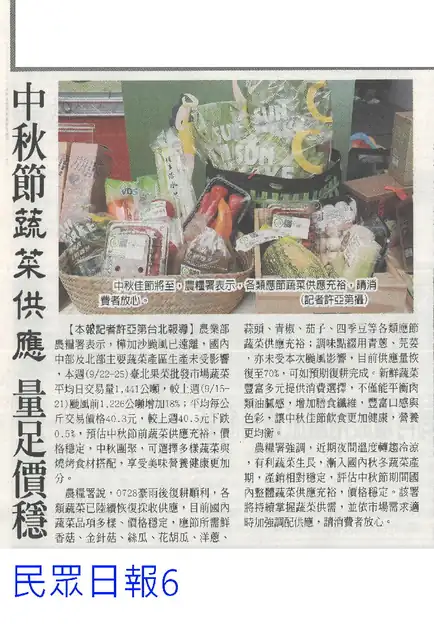 中秋節蔬菜供應 量足價穩
中秋佳節將至，農糧署表示，各類應節蔬菜供應充裕，請消
費者放心。 （記者許亞第攝）
【本報記者許亞第台北報導】農業部
農糧署表示，樺加沙颱風已遠離，國內
中部及北部主要蔬菜產區生產未受影響
，本週(9/22-25)臺北果菜批發市場蔬菜
平均日交易量1,441公噸，較上週(9/15-
21)颱風前1,226公噸增加18%；平均每公
斤交易價格40.3元，較上週40.5元下跌
0.5%，預估中秋節前蔬菜供應充裕，價
格穩定。中秋團聚，可選擇多樣蔬菜與
燒烤食材搭配，享受美味營養健康更加
分。
農糧署說，0728豪雨後復耕順利，各
類蔬菜已陸續恢復採收供應，目前國內
蔬菜品項多樣、價格穩定，應節所需鮮
香菇、金針菇、絲瓜、花胡瓜、洋蔥、
蒜頭、青椒、茄子、四季豆等各類應節
蔬菜供應充裕；調味點綴用青蔥、芫荽
，亦未受本次颱風影響，目前供應量恢
復至70%，可如預期復耕完成。新鮮蔬菜
豐富多元提供消費選擇，不僅能平衡肉
類油膩感，增加膳食纖維，豐富口感與
色彩，讓中秋佳節飲食更加健康，營養
更均衡。
農糧署強調，近期夜間溫度轉趨冷涼
，有利蔬菜生長，漸入國內秋冬蔬菜產
期，產銷相對穩定，評估中秋節期間國
內整體蔬菜供應充裕，價格穩定。該署
將持續掌握蔬菜供需，並依市場需求適
時加強調配供應，請消費者放心。
民眾日報6